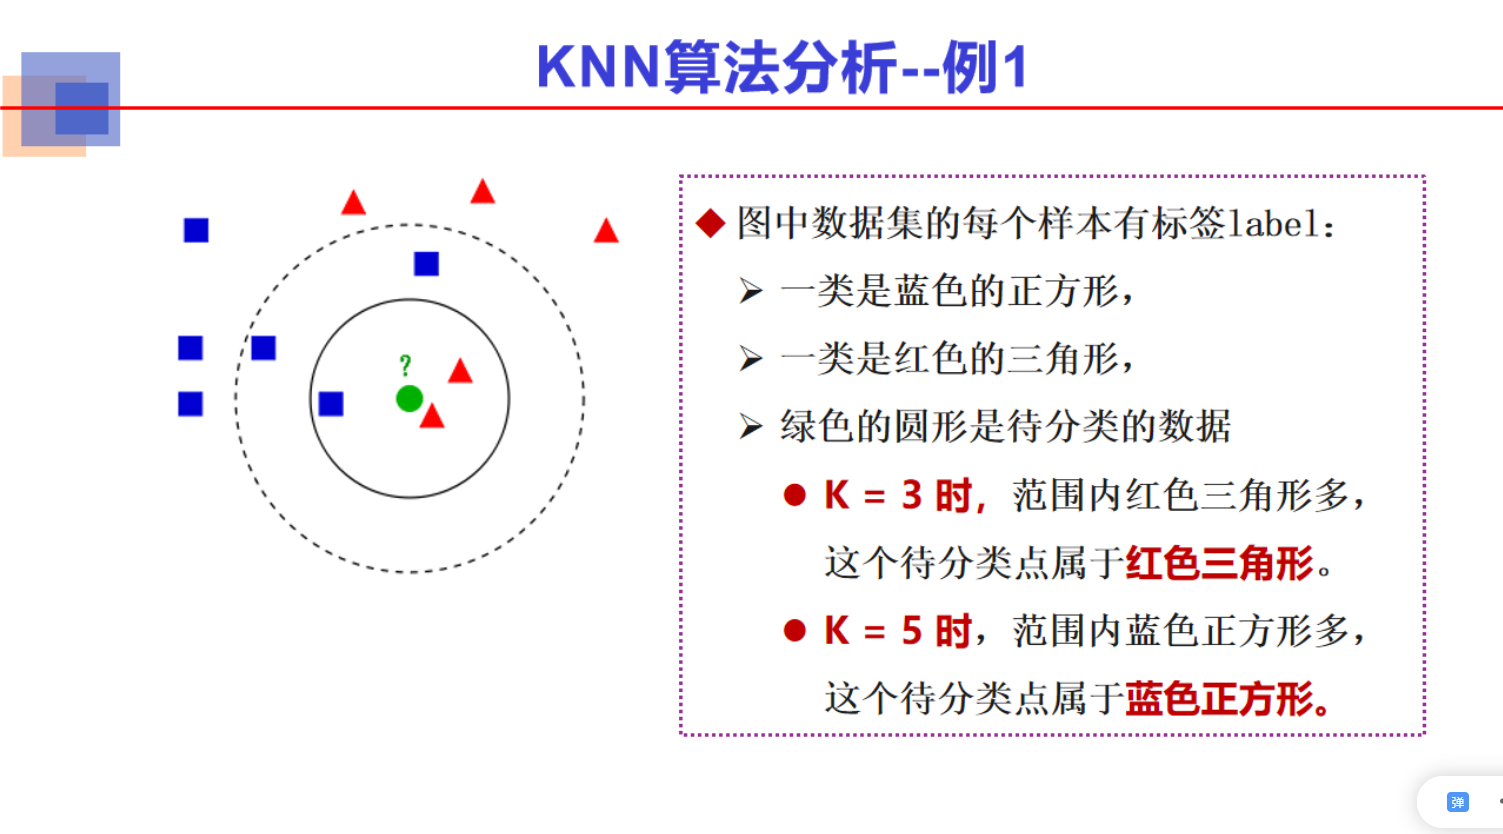 KNN算法分析--例1
?
图中数据集的每个样本有标签label：
一类是蓝色的正方形，
一类是红色的三角形，
绿色的圆形是待分类的数据
K = 3 时，范围内红色三角形多，
这个待分类点属于红色三角形。
K = 5 时，范围内蓝色正方形多，
这个待分类点属于蓝色正方形。
弹